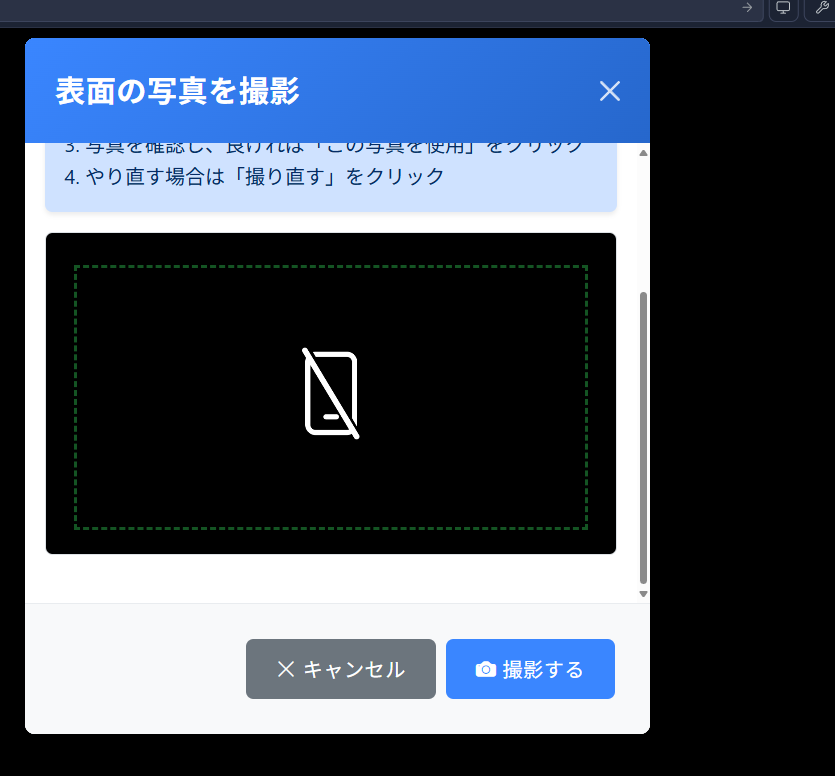 表面の写真を撮影
3. 写真を確認し、良ければ「この写真を使用」をクリック
4. やり直す場合は「撮り直す」をクリック
キャンセル
撮影する